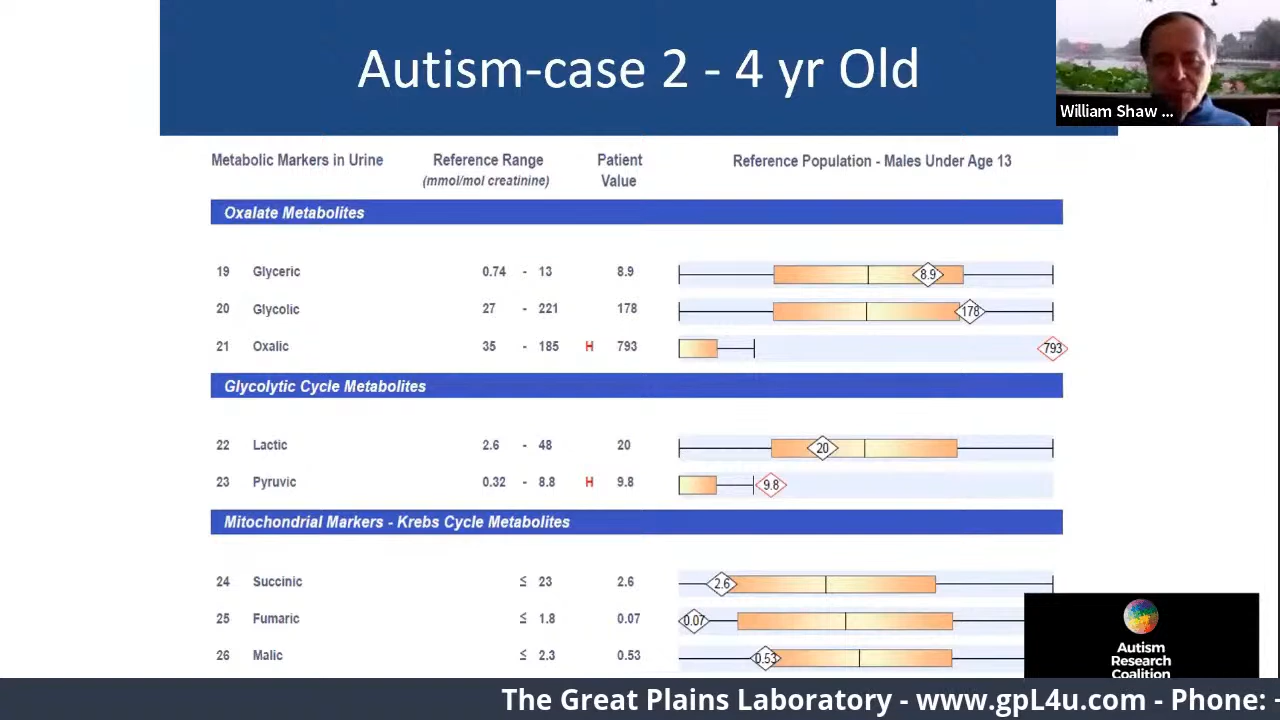 Autism-case 2 - 4 yr Old
William Shaw ...
Metabolic Markers in Urine Reference Range Patient Reference Population - Males Under Age 13
(mmol/mol creatinine) Value
Oxalate Metabolites
19 Glyceric 0.74 - 13 8.9 8.9
20 Glycolic 27 - 221 178 178
21 Oxalic 35 - 185 H 793 793
Glycolytic Cycle Metabolites
22 Lactic 2.6 - 48 20 20
23 Pyruvic 0.32 - 8.8 H 9.8 9.8
Mitochondrial Markers - Krebs Cycle Metabolites
24 Succinic ≤ 23 2.6 2.6
25 Fumaric ≤ 1.8 0.07 0.07
26 Malic ≤ 2.3 0.53 0.53
Autism
Research
Coalition
The Great Plains Laboratory - www.gpL4u.com - Phone: